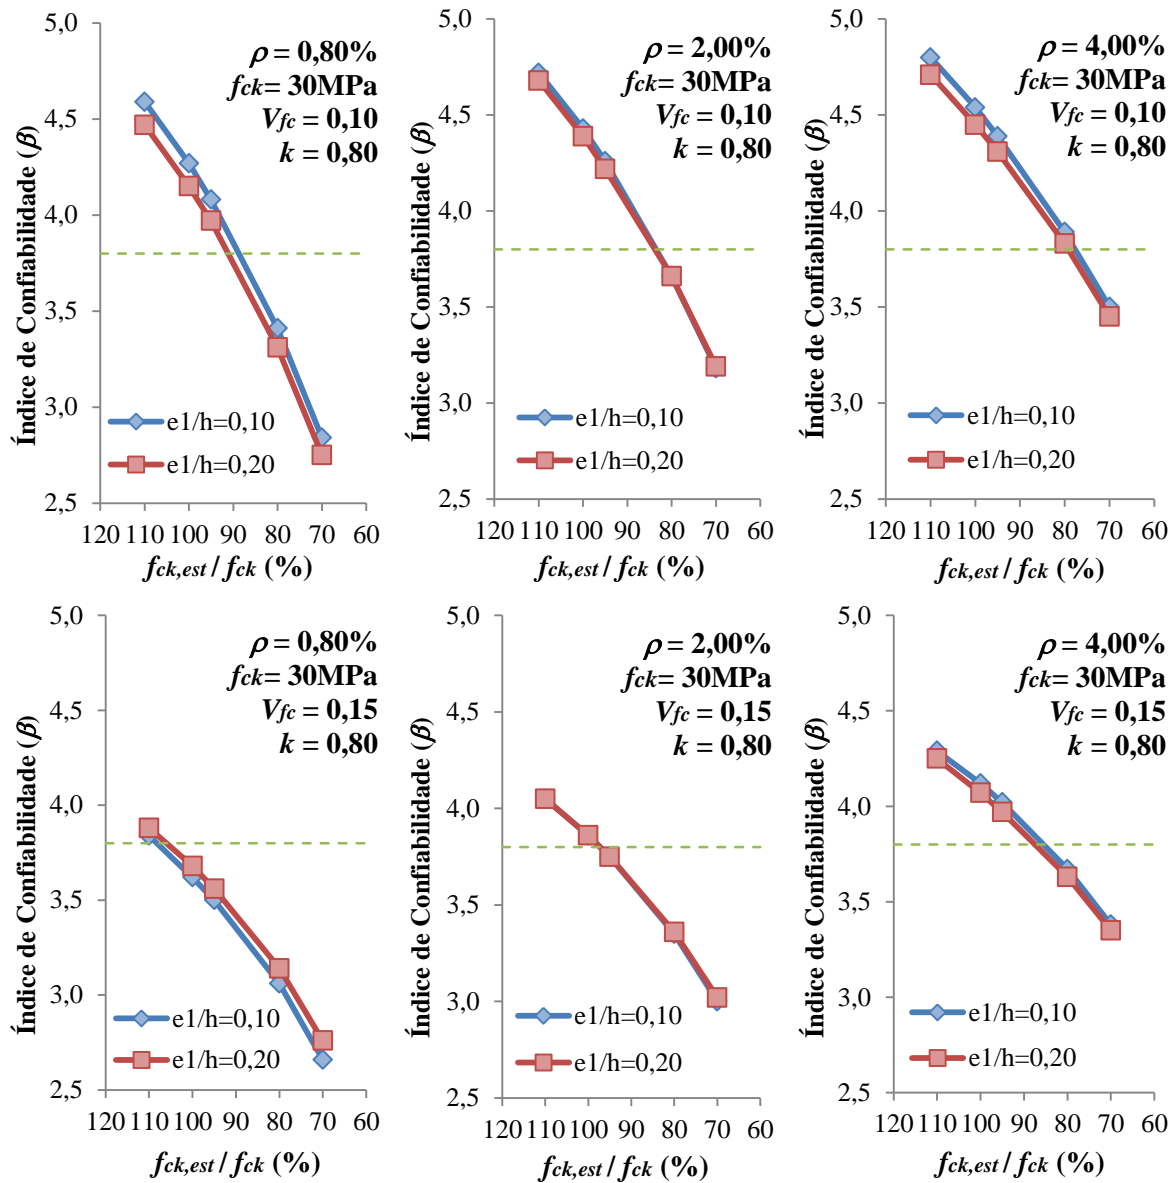 Índice de Confiabilidade (β)
5,0
4,5
4,0
3,5
3,0
2,5
ρ = 0,80%
fck= 30MPa
Vfc = 0,10
k = 0,80
e1/h=0,10
e1/h=0,20
120 110 100 90 80 70 60
fck,est / fck (%)
Índice de Confiabilidade (β)
5,0
4,5
4,0
3,5
3,0
2,5
ρ = 2,00%
fck= 30MPa
Vfc = 0,10
k = 0,80
e1/h=0,10
e1/h=0,20
120 110 100 90 80 70 60
fck,est / fck (%)
Índice de Confiabilidade (β)
5,0
4,5
4,0
3,5
3,0
2,5
ρ = 4,00%
fck= 30MPa
Vfc = 0,10
k = 0,80
e1/h=0,10
e1/h=0,20
120 110 100 90 80 70 60
fck,est / fck (%)
Índice de Confiabilidade (β)
5,0
4,5
4,0
3,5
3,0
2,5
ρ = 0,80%
fck= 30MPa
Vfc = 0,15
k = 0,80
e1/h=0,10
e1/h=0,20
120 110 100 90 80 70 60
fck,est / fck (%)
Índice de Confiabilidade (β)
5,0
4,5
4,0
3,5
3,0
2,5
ρ = 2,00%
fck= 30MPa
Vfc = 0,15
k = 0,80
e1/h=0,10
e1/h=0,20
120 110 100 90 80 70 60
fck,est / fck (%)
Índice de Confiabilidade (β)
5,0
4,5
4,0
3,5
3,0
2,5
ρ = 4,00%
fck= 30MPa
Vfc = 0,15
k = 0,80
e1/h=0,10
e1/h=0,20
120 110 100 90 80 70 60
fck,est / fck (%)